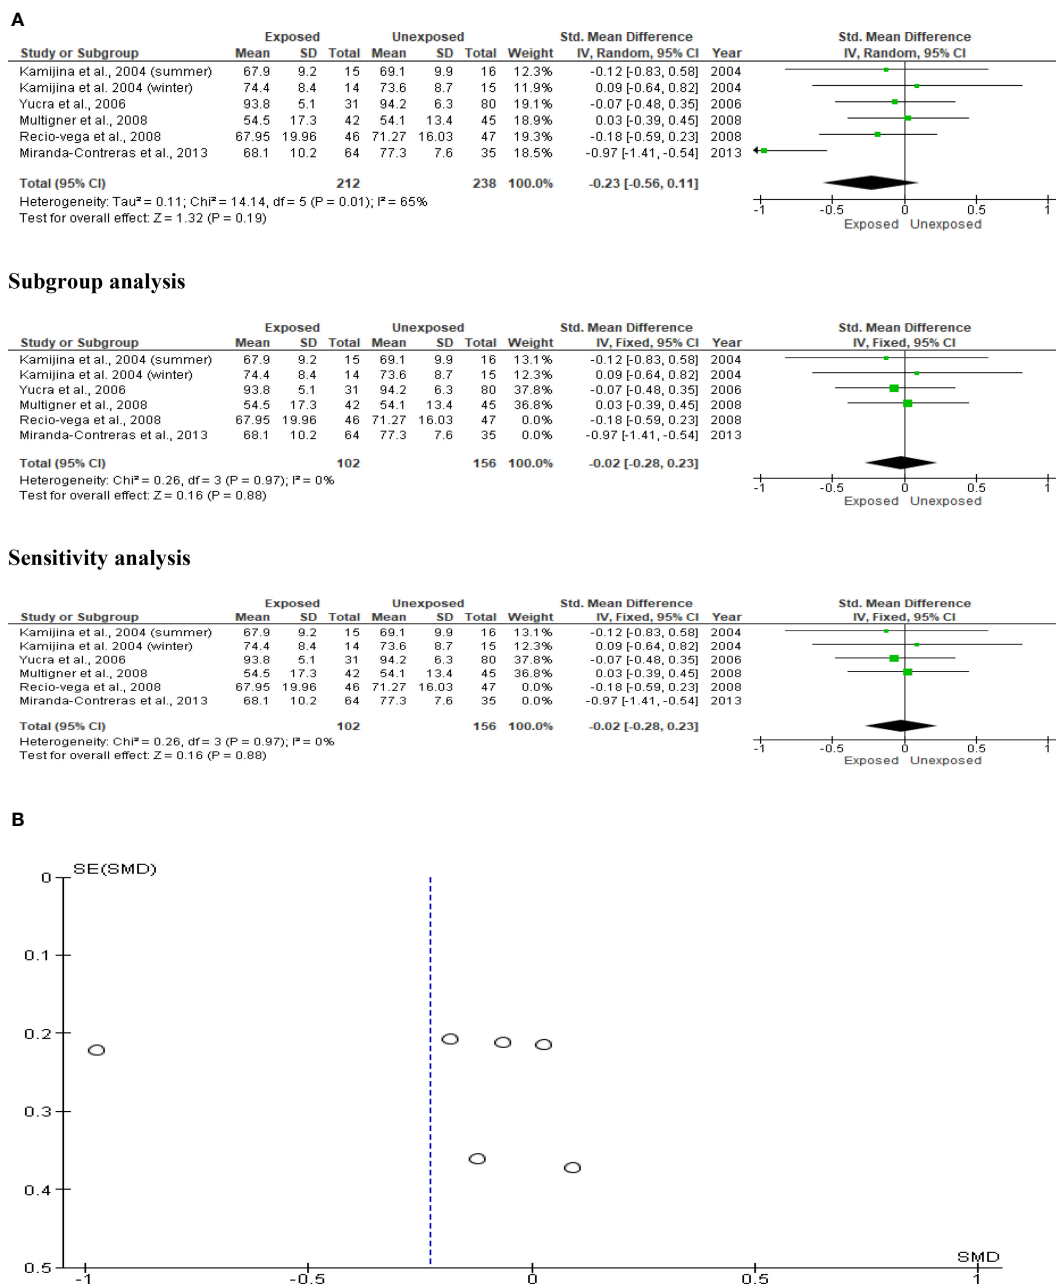 A
Exposed Unexposed Std. Mean Difference Std. Mean Difference
Study or Subgroup Mean SD Total Mean SD Total Weight IV, Random, 95% CI Year IV, Random, 95% CI
Kamijina et al., 2004 (summer) 67.9 9.2 15 69.1 9.9 16 12.3% -0.12 [-0.83, 0.58] 2004
Kamijina et al. 2004 (winter) 74.4 8.4 14 73.6 8.7 15 11.9% 0.09 [-0.64, 0.82] 2004
Yucra et al., 2006 93.8 5.1 31 94.2 6.3 80 19.1% -0.07 [-0.48, 0.35] 2006
Multigner et al., 2008 54.5 17.3 42 54.1 13.4 45 18.9% 0.03 [-0.39, 0.45] 2008
Recio-vega et al., 2008 67.95 19.96 46 71.27 16.03 47 19.3% -0.18 [-0.59, 0.23] 2008
Miranda-Contreras et al., 2013 68.1 10.2 64 77.3 7.6 35 18.5% -0.97 [-1.41, -0.54] 2013
Total (95% CI) 212 238 100.0% -0.23 [-0.56, 0.11]
Heterogeneity: Tau² = 0.11; Chi² = 14.14, df = 5 (P = 0.01); I² = 65%
Test for overall effect: Z = 1.32 (P = 0.19)
-1 -0.5 0 0.5 1
Exposed Unexposed
Subgroup analysis
Exposed Unexposed Std. Mean Difference Std. Mean Difference
Study or Subgroup Mean SD Total Mean SD Total Weight IV, Fixed, 95% CI Year IV, Fixed, 95% CI
Kamijina et al., 2004 (summer) 67.9 9.2 15 69.1 9.9 16 13.1% -0.12 [-0.83, 0.58] 2004
Kamijina et al. 2004 (winter) 74.4 8.4 14 73.6 8.7 15 12.3% 0.09 [-0.64, 0.82] 2004
Yucra et al., 2006 93.8 5.1 31 94.2 6.3 80 37.8% -0.07 [-0.48, 0.35] 2006
Multigner et al., 2008 54.5 17.3 42 54.1 13.4 45 36.8% 0.03 [-0.39, 0.45] 2008
Recio-vega et al., 2008 67.95 19.96 46 71.27 16.03 47 0.0% -0.18 [-0.59, 0.23] 2008
Miranda-Contreras et al., 2013 68.1 10.2 64 77.3 7.6 35 0.0% -0.97 [-1.41, -0.54] 2013
Total (95% CI) 102 156 100.0% -0.02 [-0.28, 0.23]
Heterogeneity: Chi² = 0.26, df = 3 (P = 0.97); I² = 0%
Test for overall effect: Z = 0.16 (P = 0.88)
-1 -0.5 0 0.5 1
Exposed Unexposed
Sensitivity analysis
Exposed Unexposed Std. Mean Difference Std. Mean Difference
Study or Subgroup Mean SD Total Mean SD Total Weight IV, Fixed, 95% CI Year IV, Fixed, 95% CI
Kamijina et al., 2004 (summer) 67.9 9.2 15 69.1 9.9 16 13.1% -0.12 [-0.83, 0.58] 2004
Kamijina et al. 2004 (winter) 74.4 8.4 14 73.6 8.7 15 12.3% 0.09 [-0.64, 0.82] 2004
Yucra et al., 2006 93.8 5.1 31 94.2 6.3 80 37.8% -0.07 [-0.48, 0.35] 2006
Multigner et al., 2008 54.5 17.3 42 54.1 13.4 45 36.8% 0.03 [-0.39, 0.45] 2008
Recio-vega et al., 2008 67.95 19.96 46 71.27 16.03 47 0.0% -0.18 [-0.59, 0.23] 2008
Miranda-Contreras et al., 2013 68.1 10.2 64 77.3 7.6 35 0.0% -0.97 [-1.41, -0.54] 2013
Total (95% CI) 102 156 100.0% -0.02 [-0.28, 0.23]
Heterogeneity: Chi² = 0.26, df = 3 (P = 0.97); I² = 0%
Test for overall effect: Z = 0.16 (P = 0.88)
-1 -0.5 0 0.5 1
Exposed Unexposed
B
SE(SMD)
0
0.1
0.2
0.3
0.4
0.5
SMD
-1 -0.5 0 0.5 1